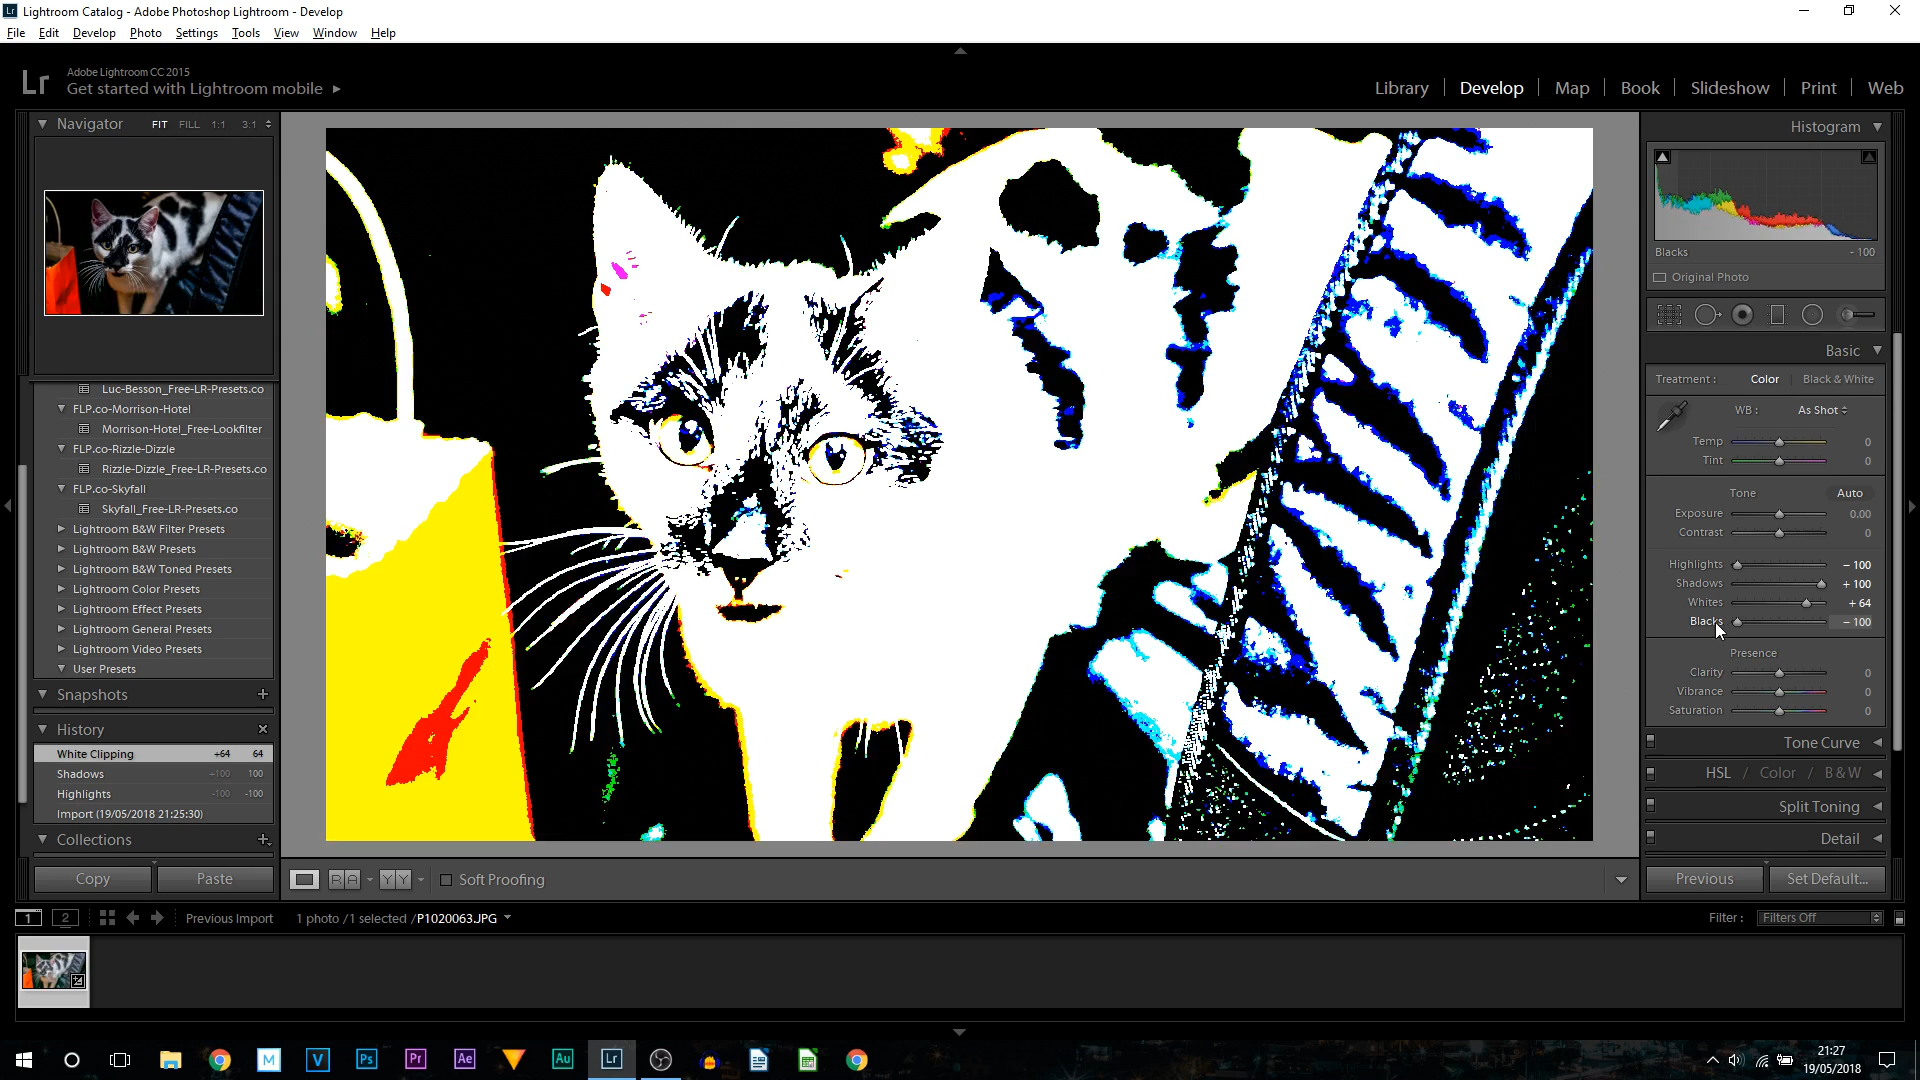 Lightroom Catalog - Adobe Photoshop Lightroom - Develop
File Edit Develop Photo Settings Tools View Window Help
Lr Adobe Lightroom CC 2015
Get started with Lightroom mobile
Library Develop Map Book Slideshow Print Web
Navigator FIT FILL 1:1 3:1
Luc-Besson_Free-LR-Presets.co
FLP.co-Morrison-Hotel
Morrison-Hotel_Free-Lookfilter
FLP.co-Rizzle-Dizzle
Rizzle-Dizzle_Free-LR-Presets.co
FLP.co-Skyfall
Skyfall_Free-LR-Presets.co
Lightroom B&W Filter Presets
Lightroom B&W Presets
Lightroom B&W Toned Presets
Lightroom Color Presets
Lightroom Effect Presets
Lightroom General Presets
Lightroom Video Presets
User Presets
Snapshots
History
White Clipping +64 64
Shadows +100 100
Highlights -100 -100
Import (19/05/2018 21:25:30)
Collections
Copy Paste
R A Y Y Soft Proofing
Histogram
Blacks - 100
Original Photo
Basic
Treatment : Color Black & White
WB : As Shot
Temp 0
Tint 0
Tone Auto
Exposure 0.00
Contrast 0
Highlights - 100
Shadows + 100
Whites + 64
Blacks - 100
Presence
Clarity 0
Vibrance 0
Saturation 0
Tone Curve
HSL / Color / B & W
Split Toning
Detail
Previous Set Default...
1 2 Previous Import 1 photo / 1 selected / P1020063.JPG Filter : Filters Off
M V Ps Pr Ae Au Lr
21:27
19/05/2018